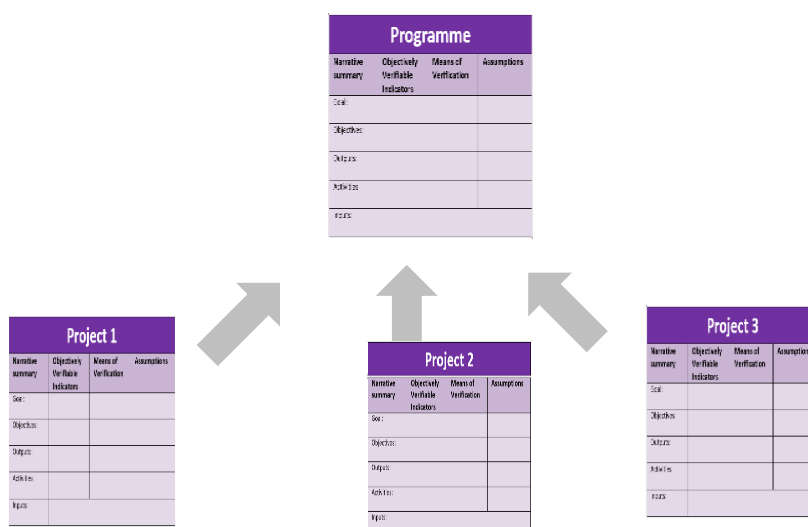 Programme
Narrative Objectively Means of Assumptions
summary Verifiable Verification
Indicators
Goal:
Objectives:
Outputs:
Activities
Inputs:
Project 1
Narrative Objectively Means of Assumptions
summary Verifiable Verification
Indicators
Goal:
Objectives:
Outputs:
Activities:
Inputs:
Project 2
Narrative Objectively Means of Assumptions
summary Verifiable Verification
Indicators
Goal:
Objectives:
Outputs
Activities:
Inputs:
Project 3
Narrative Objectively Means of Assumption
summary Verifiable Verification
Indicators
Goal:
Objectives:
Outputs:
Activities
Inputs: